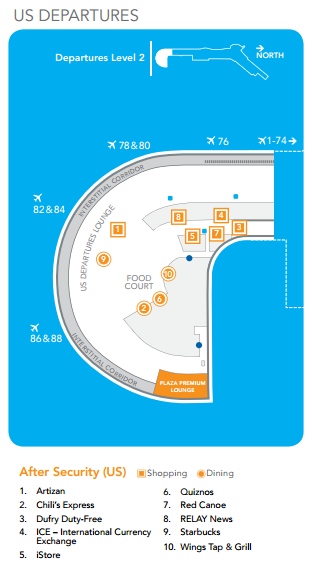 US DEPARTURES
Departures Level 2
NORTH
78&80
76
1-74
INTERSTITIAL CORRIDOR
82&84
US DEPARTURES LOUNGE
8
4
3
1
5
7
9
FOOD
COURT
10
6
2
86&88
INTERSTITIAL CORRIDOR
PLAZA PREMIUM
LOUNGE
After Security (US) Shopping Dining
1. Artizan
2. Chili's Express
3. Dufry Duty-Free
4. ICE – International Currency
Exchange
5. iStore
6. Quiznos
7. Red Canoe
8. RELAY News
9. Starbucks
10. Wings Tap & Grill